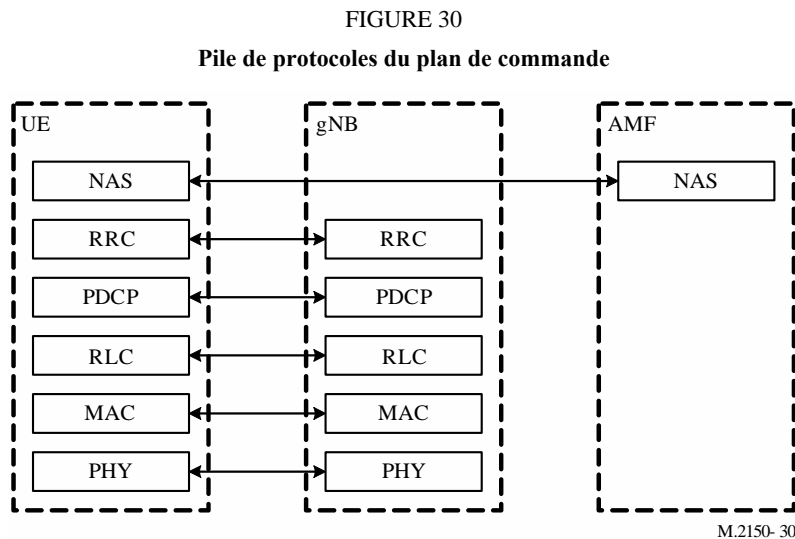 FIGURE 30
Pile de protocoles du plan de commande
UE gNB AMF
NAS NAS
RRC RRC
PDCP PDCP
RLC RLC
MAC MAC
PHY PHY
M.2150- 30